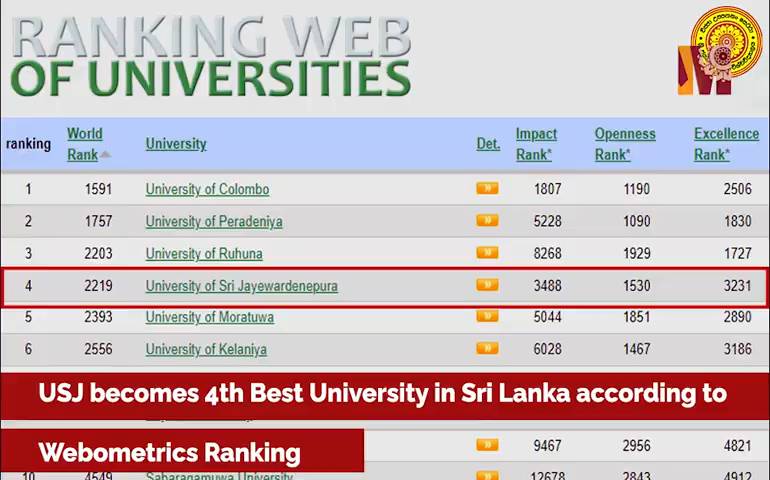 RANKING WEB
OF UNIVERSITIES
ranking World Rank University Det. Impact Rank* Openness Rank* Excellence Rank*
1 1591 University of Colombo 1807 1190 2506
2 1757 University of Peradeniya 5228 1090 1830
3 2203 University of Ruhuna 8268 1929 1727
4 2219 University of Sri Jayewardenepura 3488 1530 3231
5 2393 University of Moratuwa 5044 1851 2890
6 2556 University of Kelaniya 6028 1467 3186
USJ becomes 4th Best University in Sri Lanka according to
Webometrics Ranking
9467 2956 4821
10 4549 Sabaragamuwa University 12678 2843 4912